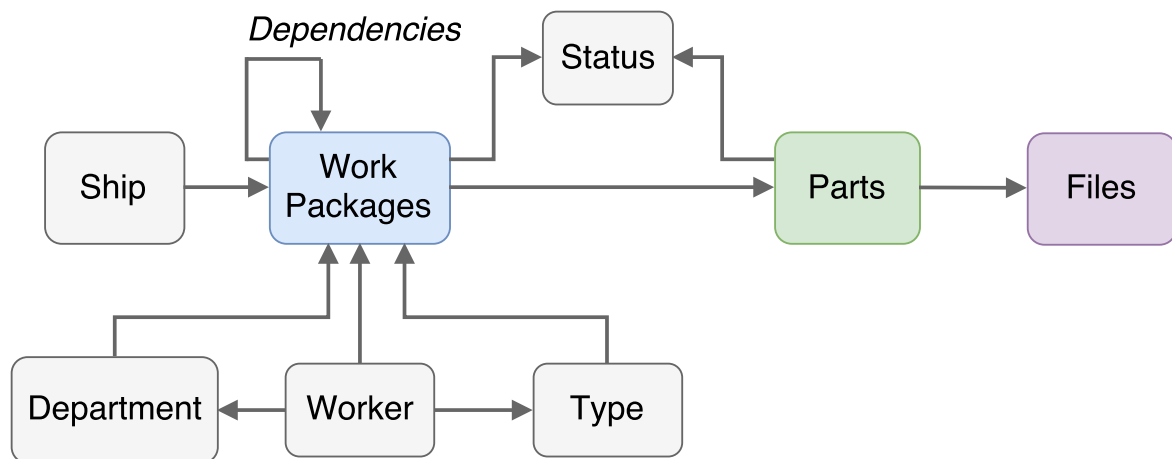 Dependencies
Status
Ship
Work
Packages
Parts
Files
Department
Worker
Type